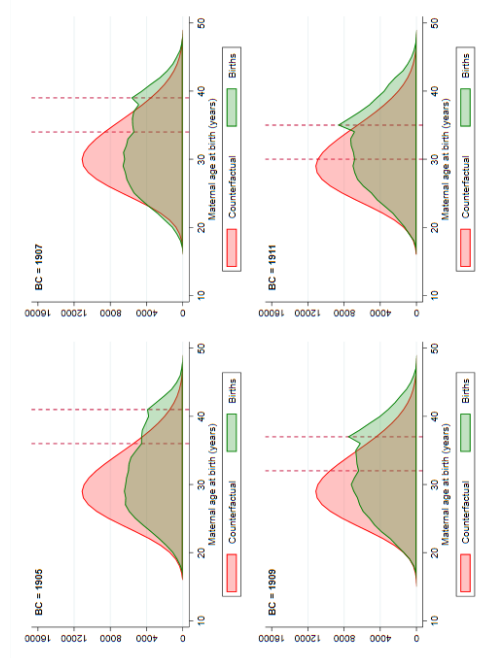 BC = 1905
16000
12000
8000
4000
0
10 20 30 40 50
Maternal age at birth (years)
Counterfactual Births
BC = 1907
16000
12000
8000
4000
0
10 20 30 40 50
Maternal age at birth (years)
Counterfactual Births
BC = 1909
16000
12000
8000
4000
0
10 20 30 40 50
Maternal age at birth (years)
Counterfactual Births
BC = 1911
16000
12000
8000
4000
0
10 20 30 40 50
Maternal age at birth (years)
Counterfactual Births